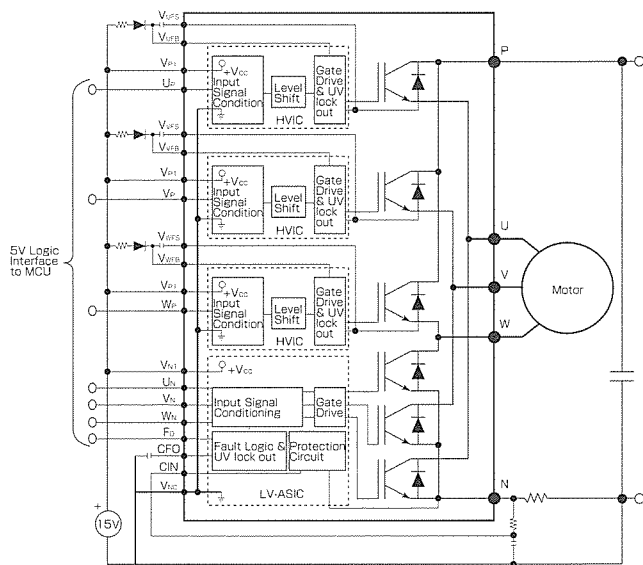 VUFS
VUFB
VP1
UP
+VCC
Input
Signal
Condition
Level
Shift
Gate
Drive
& UV
lock
out
HVIC
P
VVFS
VVFB
VP1
VP
+VCC
Input
Signal
Condition
Level
Shift
Gate
Drive
& UV
lock
out
HVIC
U
5V Logic
Interface
to MCU
VWFS
VWFB
VP1
WP
+VCC
Input
Signal
Condition
Level
Shift
Gate
Drive
& UV
lock
out
HVIC
V
Motor
W
VN1
UN
VN
WN
FO
CFO
CIN
VNC
+VCC
Input Signal
Conditioning
Gate
Drive
Fault Logic &
UV lock out
Protection
Circuit
LV-ASIC
N
+
15V